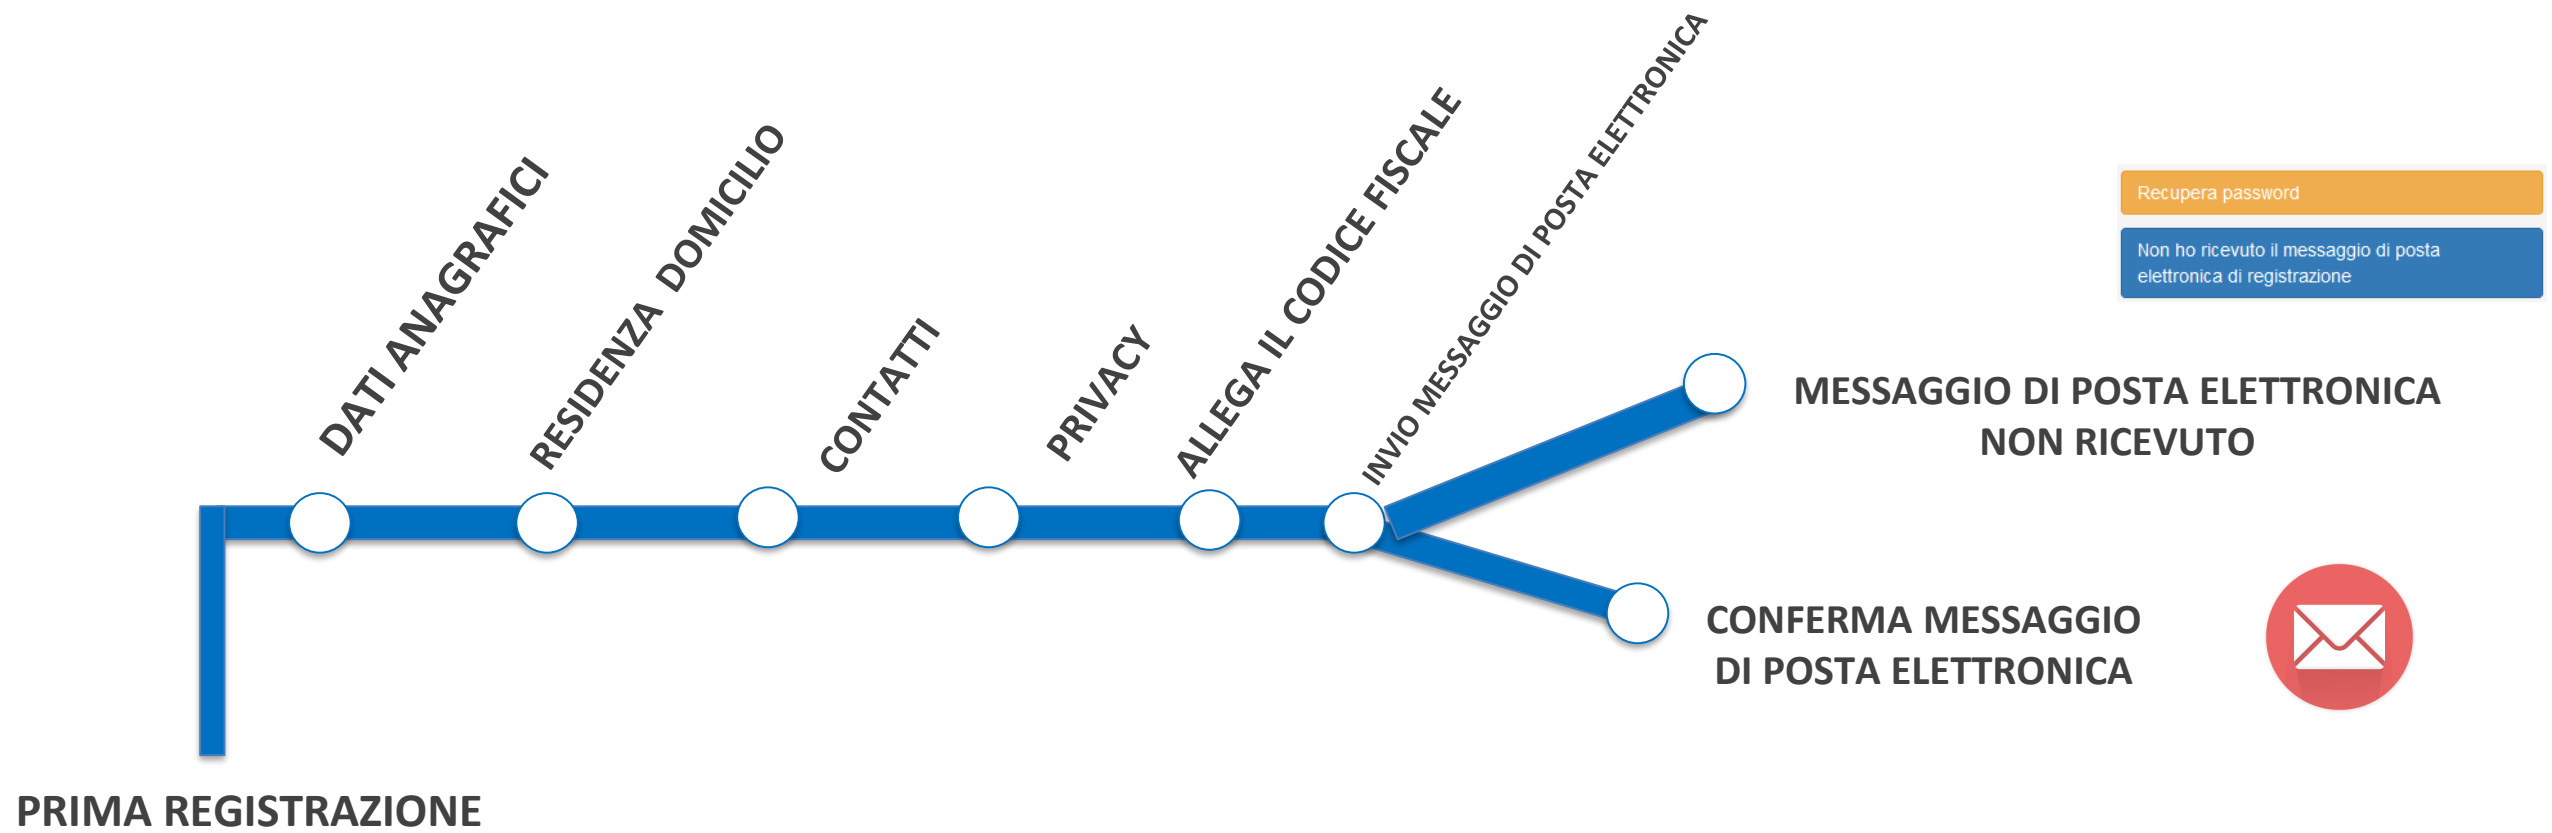 DATI ANAGRAFICI
RESIDENZA DOMICILIO
CONTATTI
PRIVACY
ALLEGA IL CODICE FISCALE
INVIO MESSAGGIO DI POSTA ELETTRONICA
Recupera password
Non ho ricevuto il messaggio di posta
elettronica di registrazione
MESSAGGIO DI POSTA ELETTRONICA
NON RICEVUTO
CONFERMA MESSAGGIO
DI POSTA ELETTRONICA
PRIMA REGISTRAZIONE